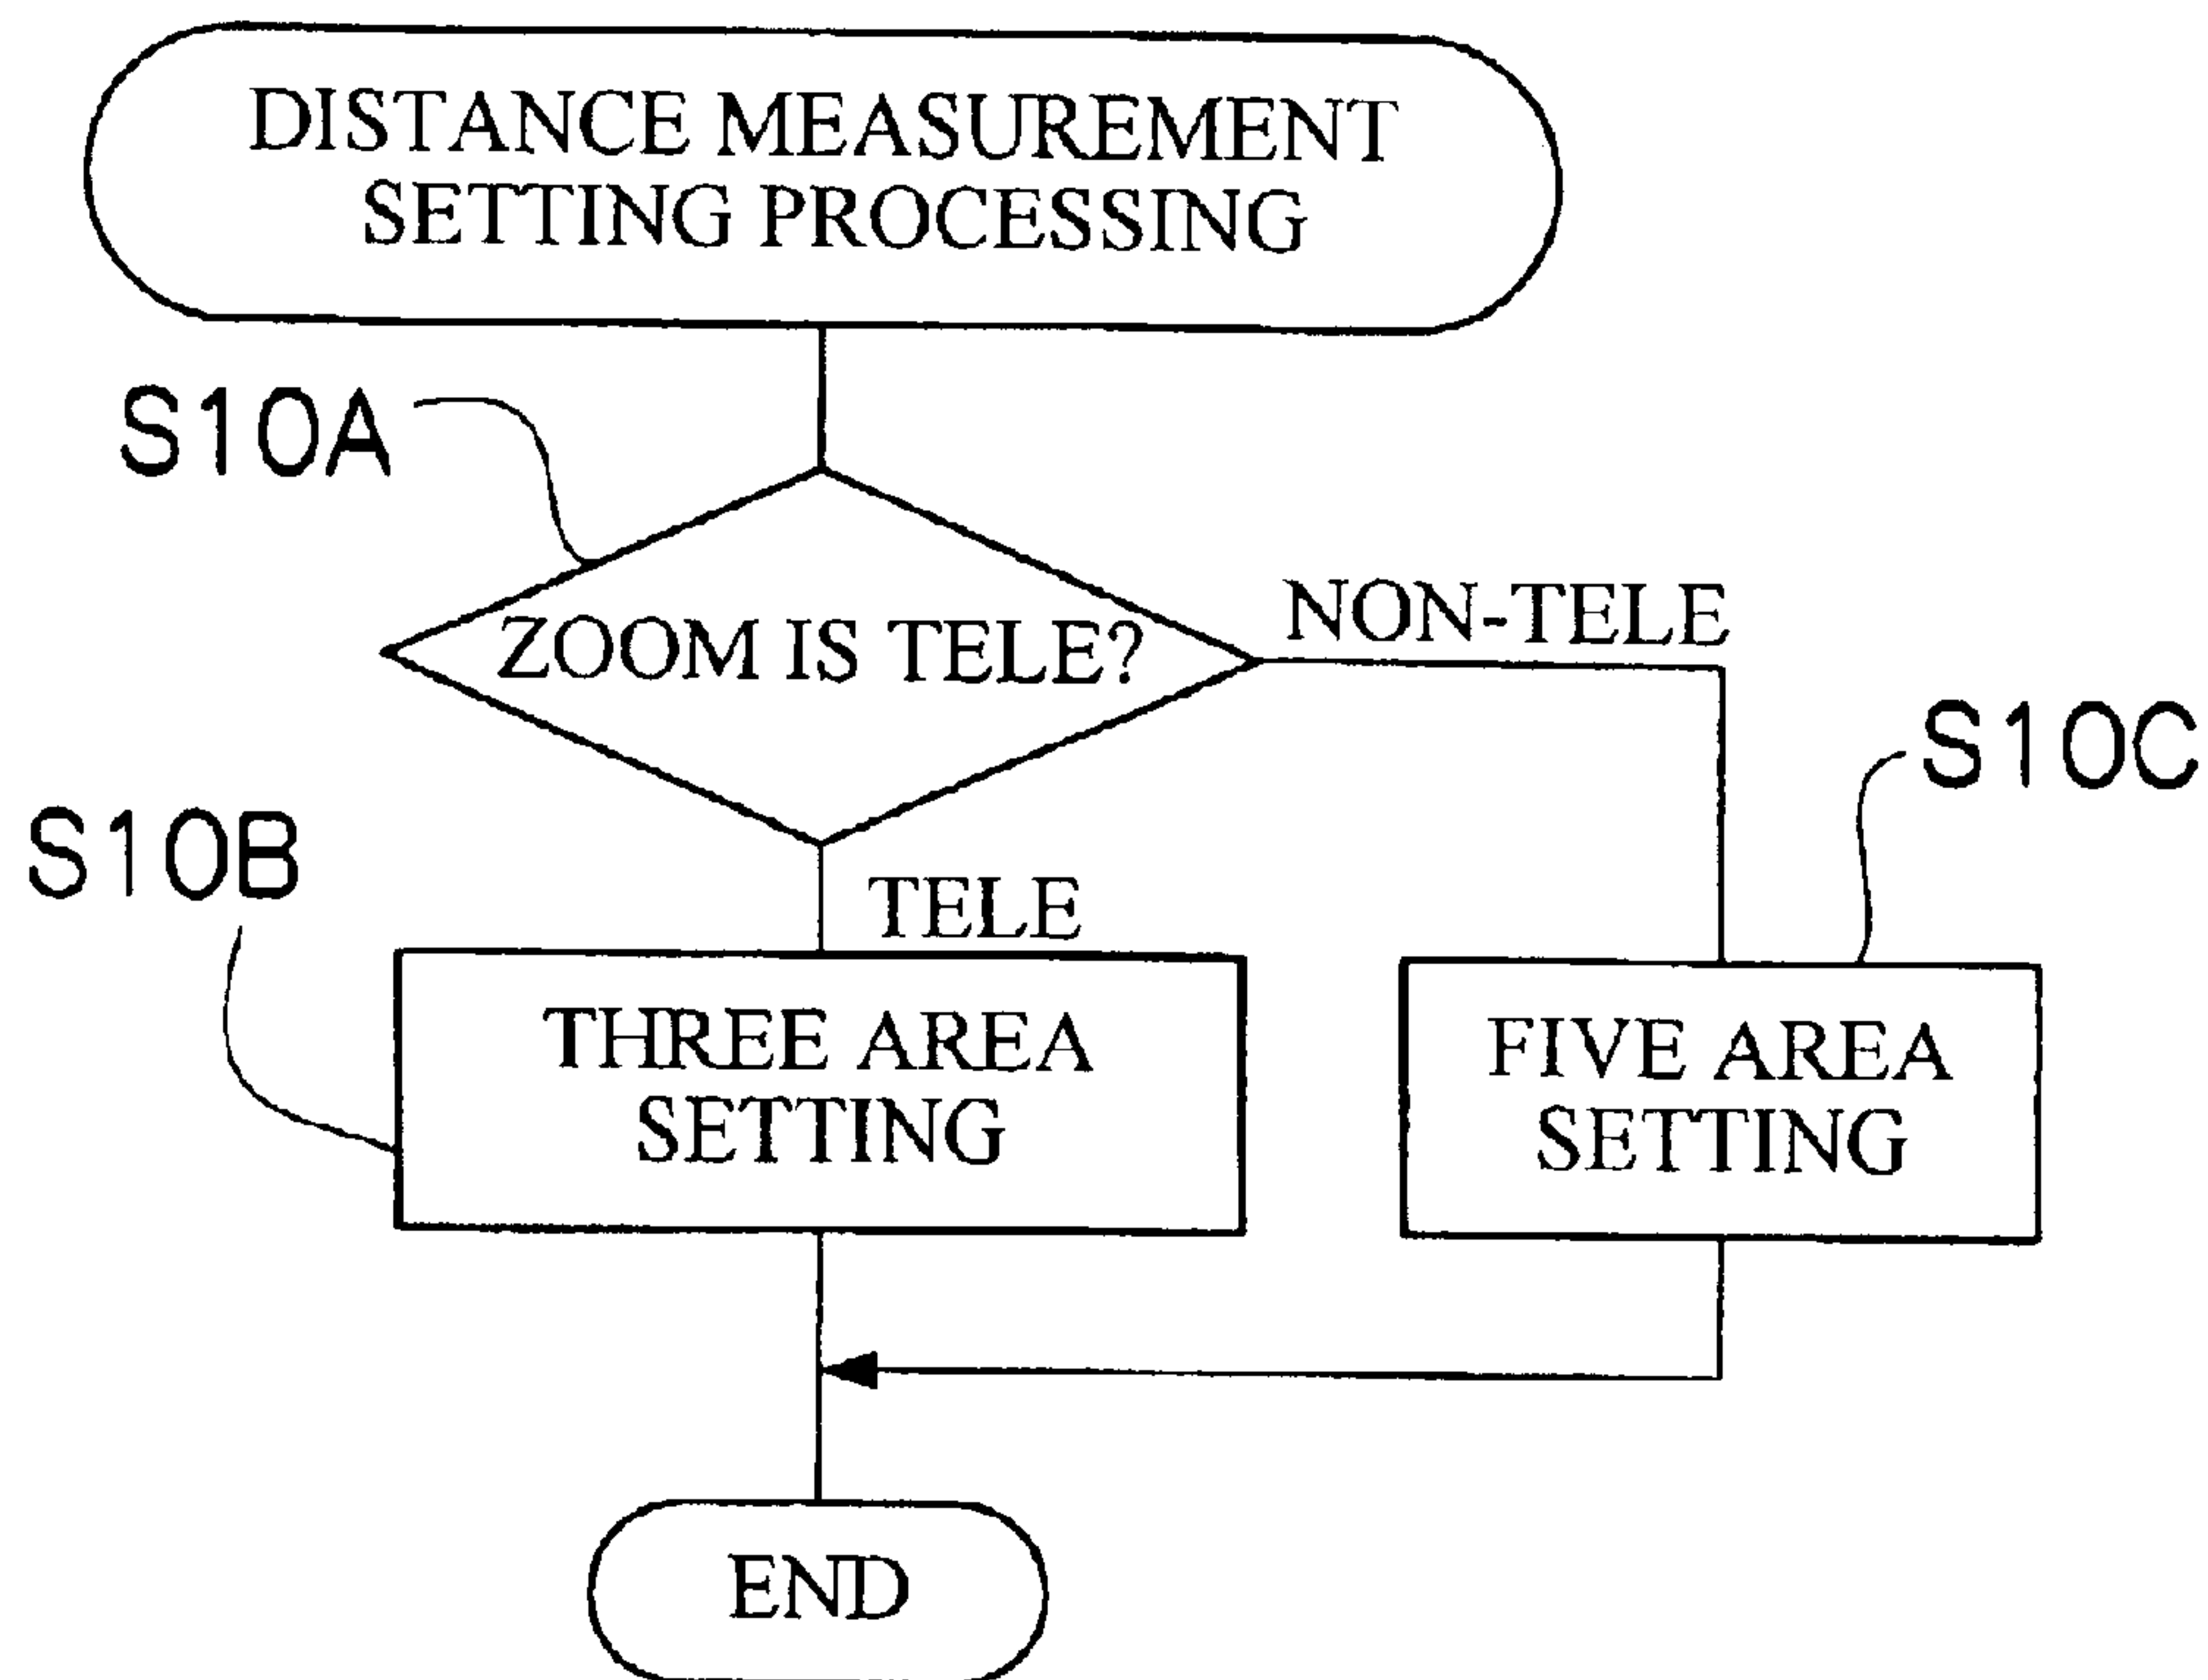 DISTANCE MEASUREMENT
SETTING PROCESSING
S10A
ZOOM IS TELE?
NON-TELE
S10C
S10B
TELE
THREE AREA
SETTING
FIVE AREA
SETTING
END